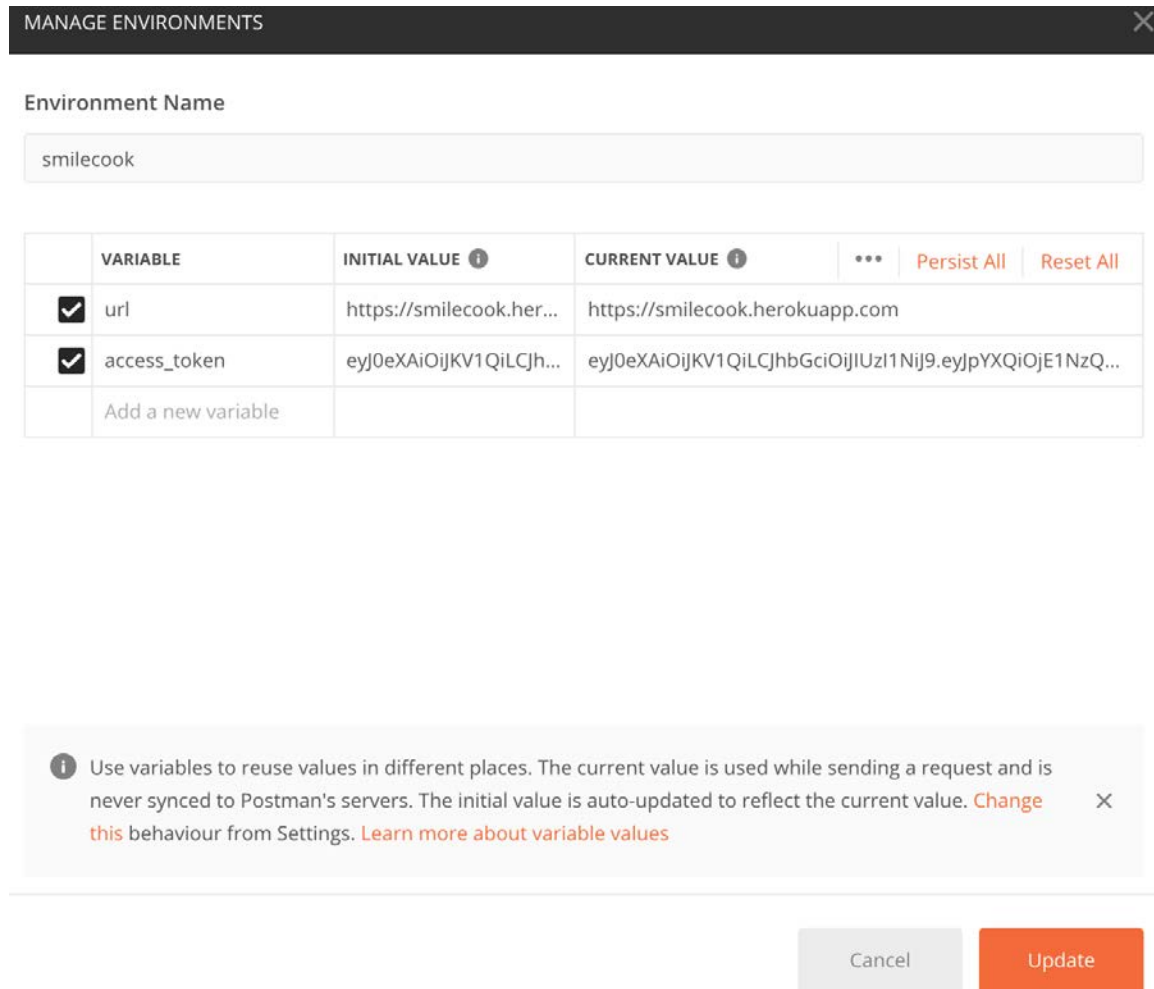 MANAGE ENVIRONMENTS
Environment Name
smilecook
VARIABLE INITIAL VALUE CURRENT VALUE ••• Persist All Reset All
url https://smilecook.her... https://smilecook.herokuapp.com
access_token eyJ0eXAiOiJKV1QiLCJh... eyJ0eXAiOiJKV1QiLCJhbGciOiJIUzI1NiJ9.eyJpYXQiOjE1NzQ...
Add a new variable
Use variables to reuse values in different places. The current value is used while sending a request and is
never synced to Postman's servers. The initial value is auto-updated to reflect the current value. Change
this behaviour from Settings. Learn more about variable values
Cancel Update